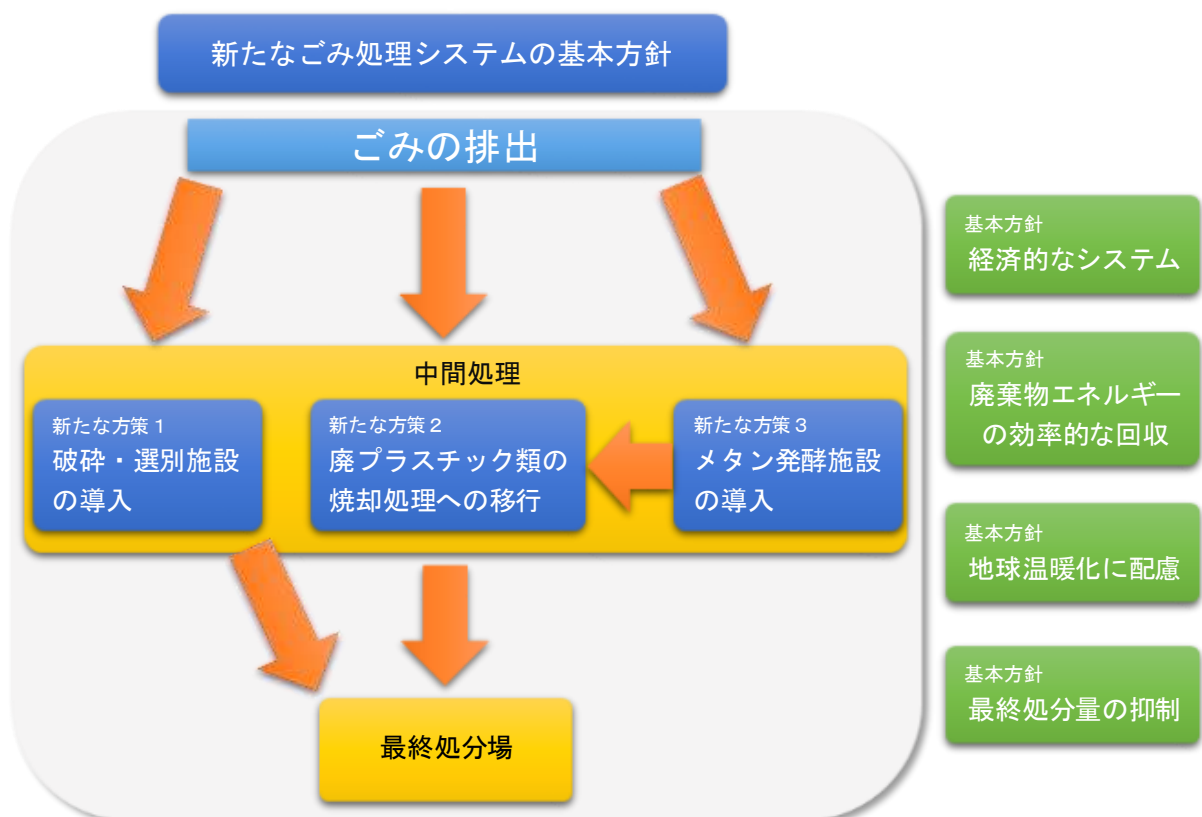 新たなごみ処理システムの基本方針
ごみの排出
中間処理
新たな方策１
破砕・選別施設
の導入
新たな方策２
廃プラスチック類の
焼却処理への移行
新たな方策３
メタン発酵施設
の導入
最終処分場
基本方針
経済的なシステム
基本方針
廃棄物エネルギー
の効率的な回収
基本方針
地球温暖化に配慮
基本方針
最終処分量の抑制